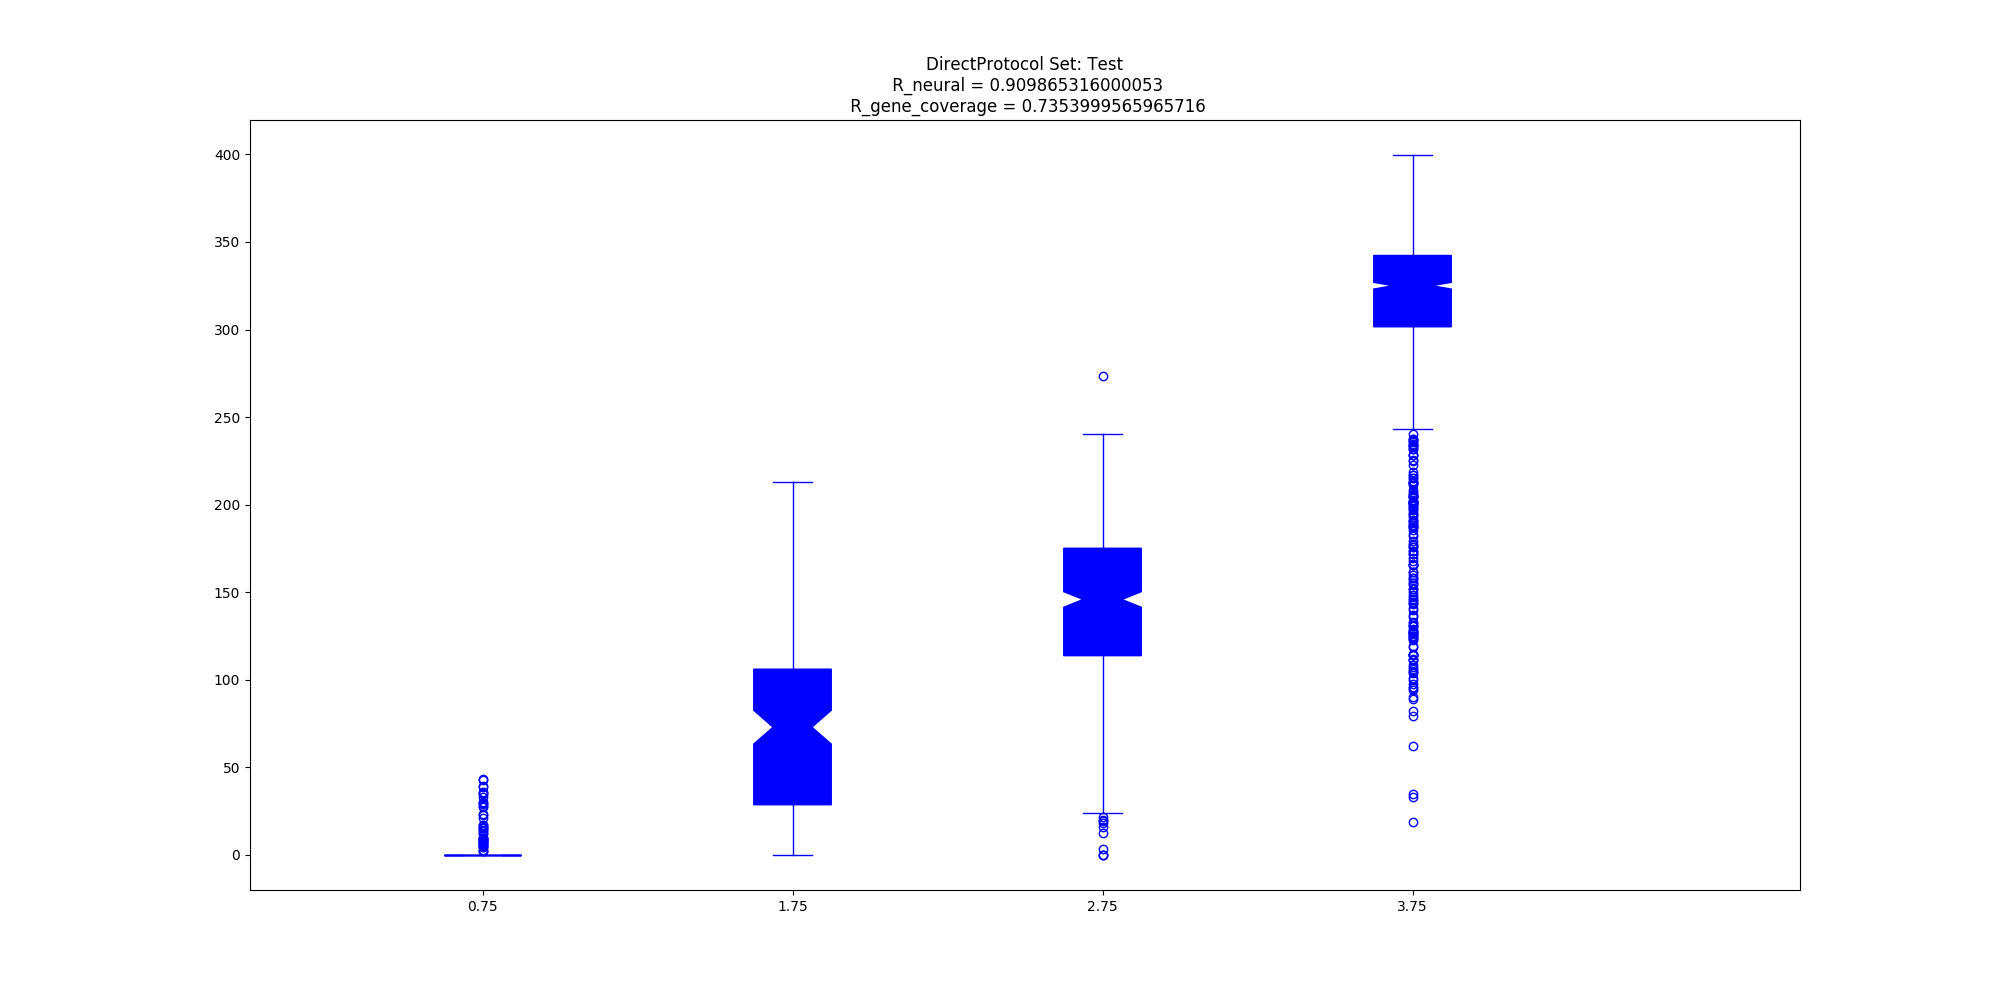 DirectProtocol Set: Test
R_neural = 0.909865316000053
R_gene_coverage = 0.7353999565965716
400
350
300
250
200
150
100
50
0
0.75 1.75 2.75 3.75